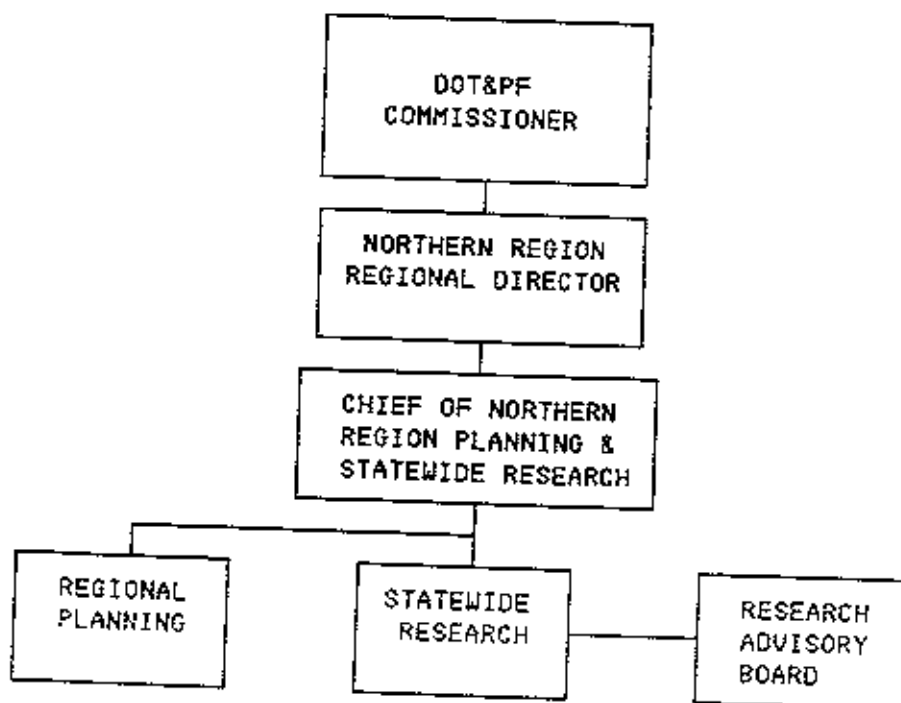 DOT&PF
COMMISSIONER
NORTHERN REGION
REGIONAL DIRECTOR
CHIEF OF NORTHERN
REGION PLANNING &
STATEWIDE RESEARCH
REGIONAL
PLANNING
STATEWIDE
RESEARCH
RESEARCH
ADVISORY
BOARD